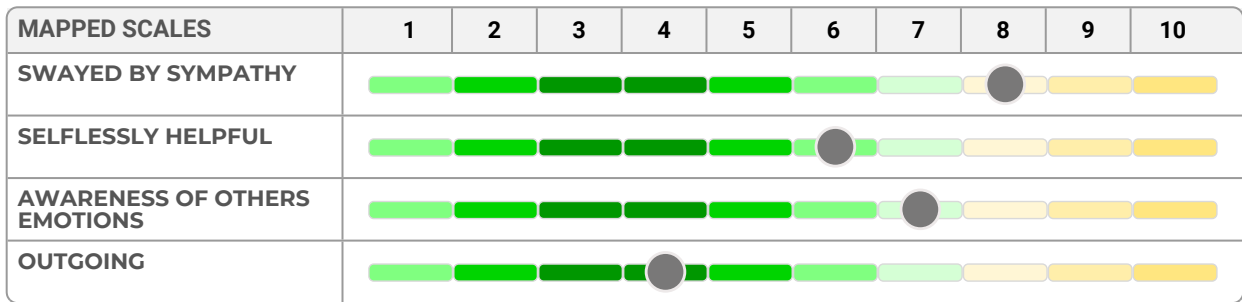 MAPPED SCALES 1 2 3 4 5 6 7 8 9 10
SWAYED BY SYMPATHY
SELFLESSLY HELPFUL
AWARENESS OF OTHERS
EMOTIONS
OUTGOING